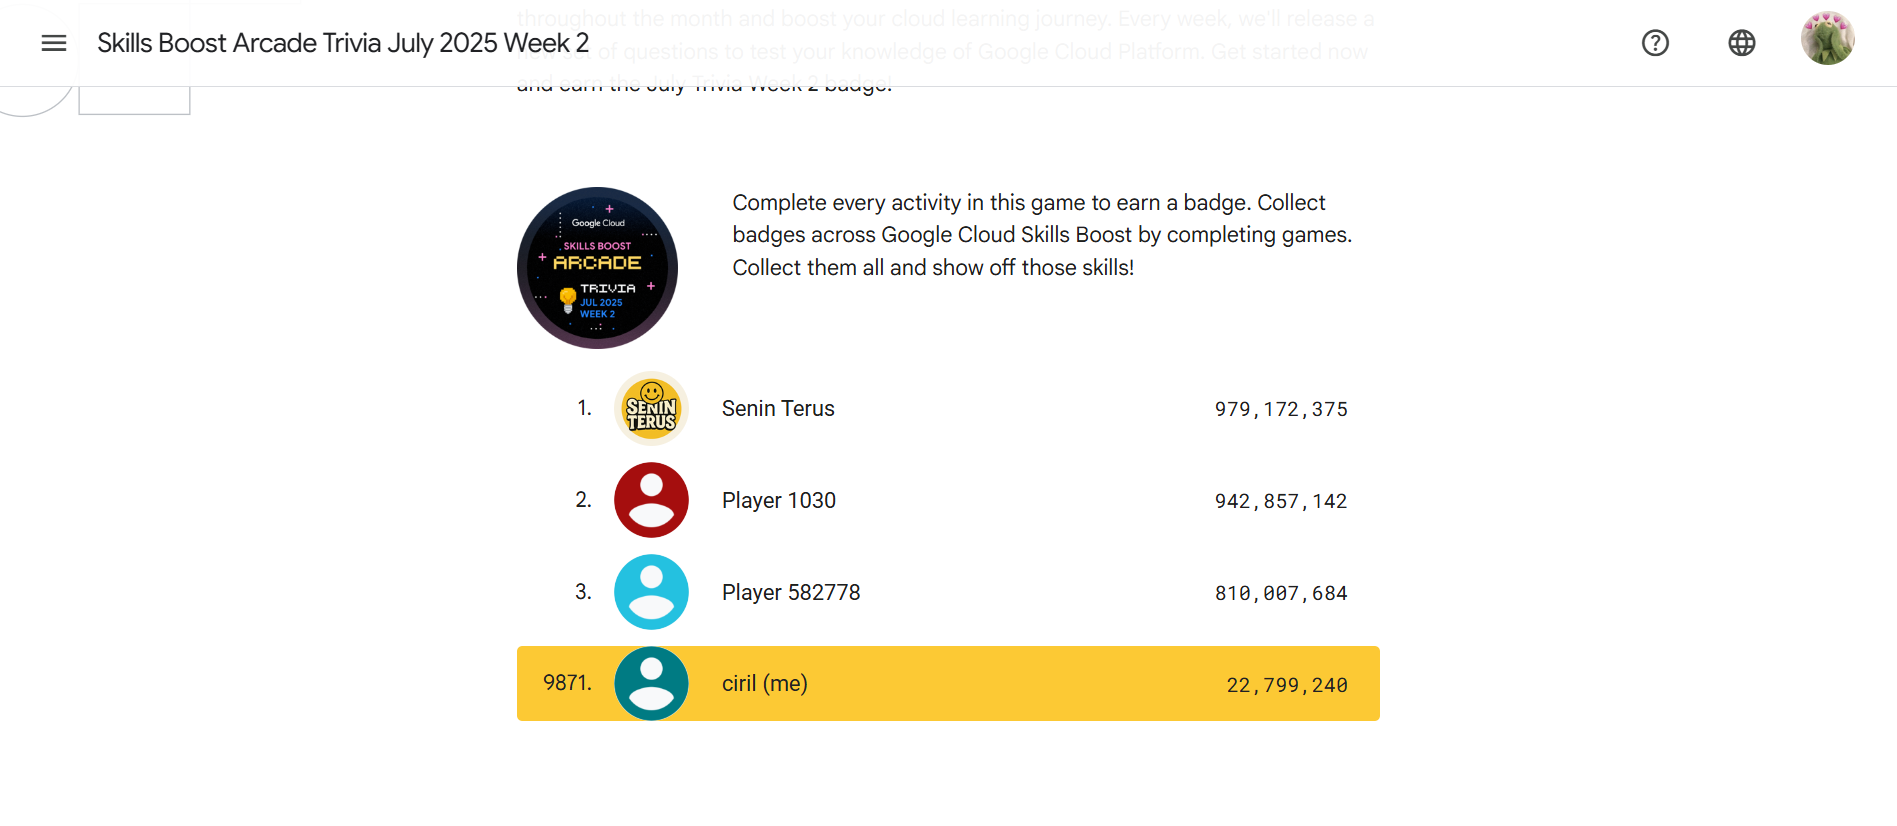 throughout the month and boost your cloud learning journey. Every week, we'll release a
Skills Boost Arcade Trivia July 2025 Week 2
new set of questions to test your knowledge of Google Cloud Platform. Get started now
and earn the July Trivia Week 2 badge!
Google Cloud
SKILLS BOOST
ARCADE
TRIVIA
JUL 2025
WEEK 2
Complete every activity in this game to earn a badge. Collect
badges across Google Cloud Skills Boost by completing games.
Collect them all and show off those skills!
1. SENIN TERUS Senin Terus 979,172,375
2. Player 1030 942,857,142
3. Player 582778 810,007,684
9871. ciril (me) 22,799,240